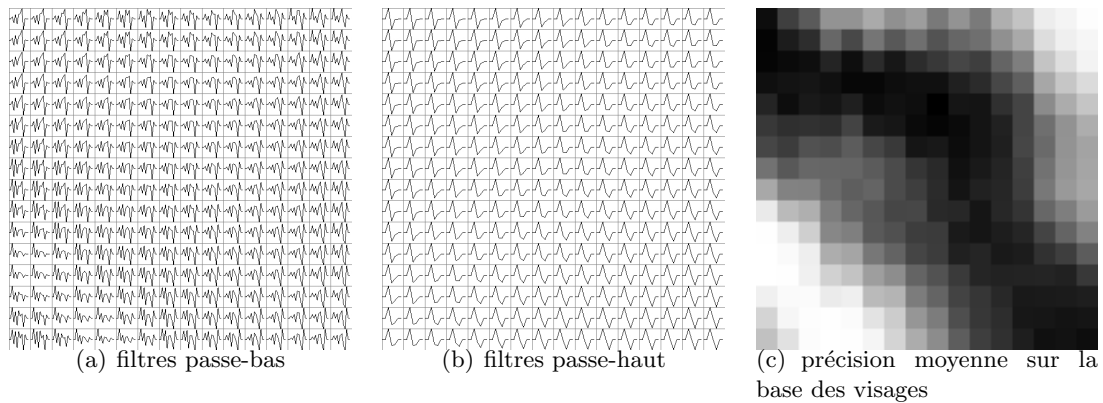 (a) filtres passe-bas
(b) filtres passe-haut
(c) précision moyenne sur la
base des visages